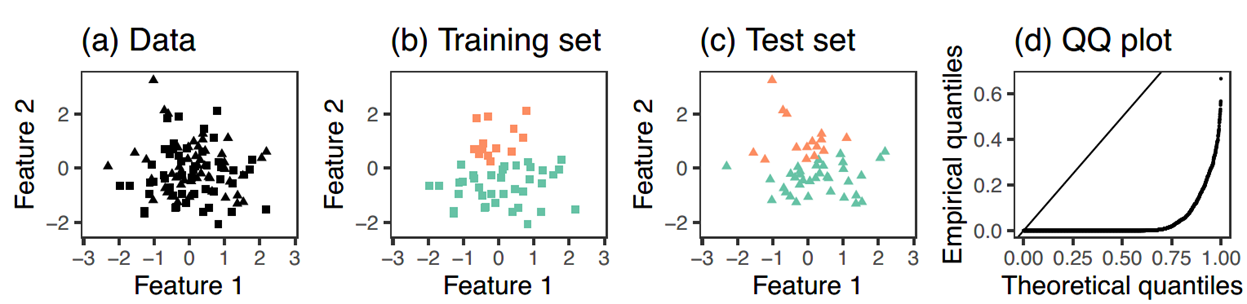 (a) Data
(b) Training set
(c) Test set
(d) QQ plot
Feature 2
2
0
−2
−3 −2 −1 0 1 2 3
Feature 1
Feature 2
2
0
−2
−3 −2 −1 0 1 2 3
Feature 1
Feature 2
2
0
−2
−3 −2 −1 0 1 2 3
Feature 1
Empirical quantiles
0.6
0.4
0.2
0.0
0.00 0.25 0.50 0.75 1.00
Theoretical quantiles